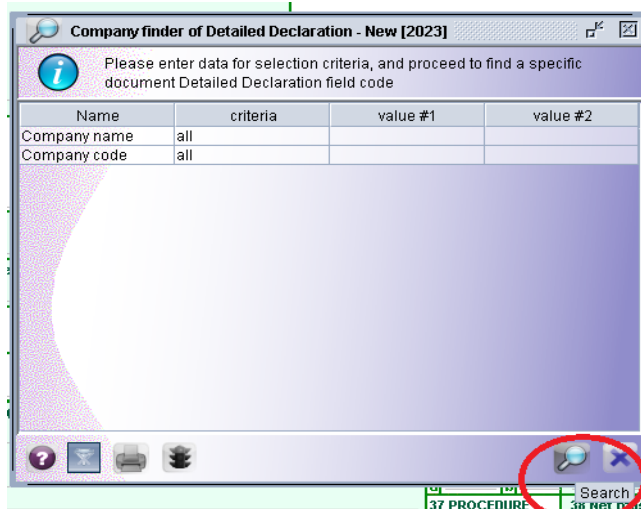 Company finder of Detailed Declaration - New [2023]
Please enter data for selection criteria, and proceed to find a specific
document Detailed Declaration field code
Name criteria value #1 value #2
Company name all
Company code all
Search
37 PROCEDURE 38 Net